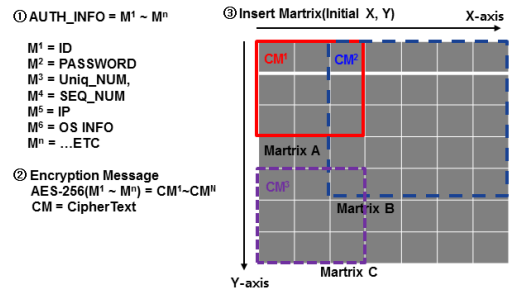 ① AUTH_INFO = M¹ ~ Mⁿ
M¹ = ID
M² = PASSWORD
M³ = Uniq_NUM,
M⁴ = SEQ_NUM
M⁵ = IP
M⁶ = OS INFO
Mⁿ = ...ETC
② Encryption Message
AES-256(M¹ ~ Mⁿ) = CM¹~CMᴺ
CM = CipherText
③ Insert Martrix(Initial X, Y)
X-axis
CM¹
CM²
Martrix A
CM³
Martrix B
Martrix C
Y-axis